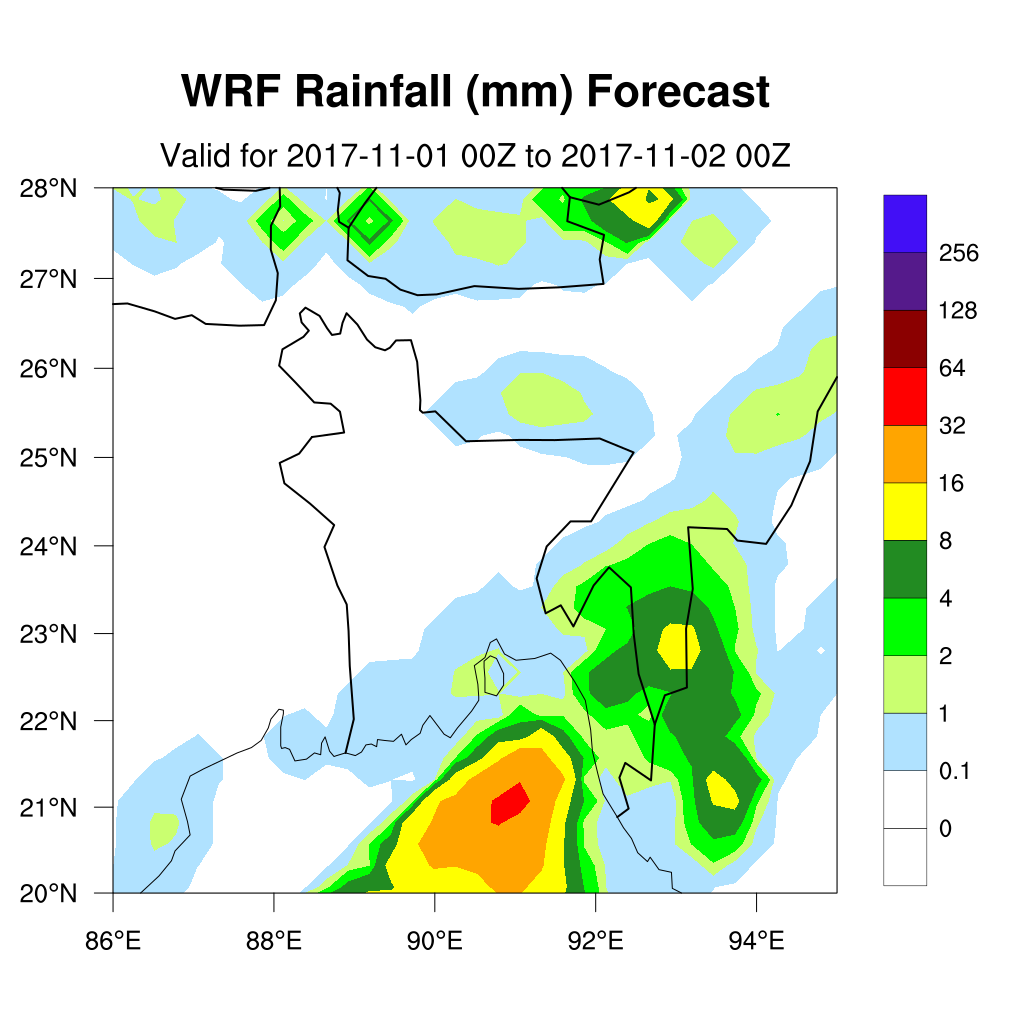 WRF Rainfall (mm) Forecast
Valid for 2017-11-01 00Z to 2017-11-02 00Z
28°N
27°N
26°N
25°N
24°N
23°N
22°N
21°N
20°N
86°E 88°E 90°E 92°E 94°E
256
128
64
32
16
8
4
2
1
0.1
0